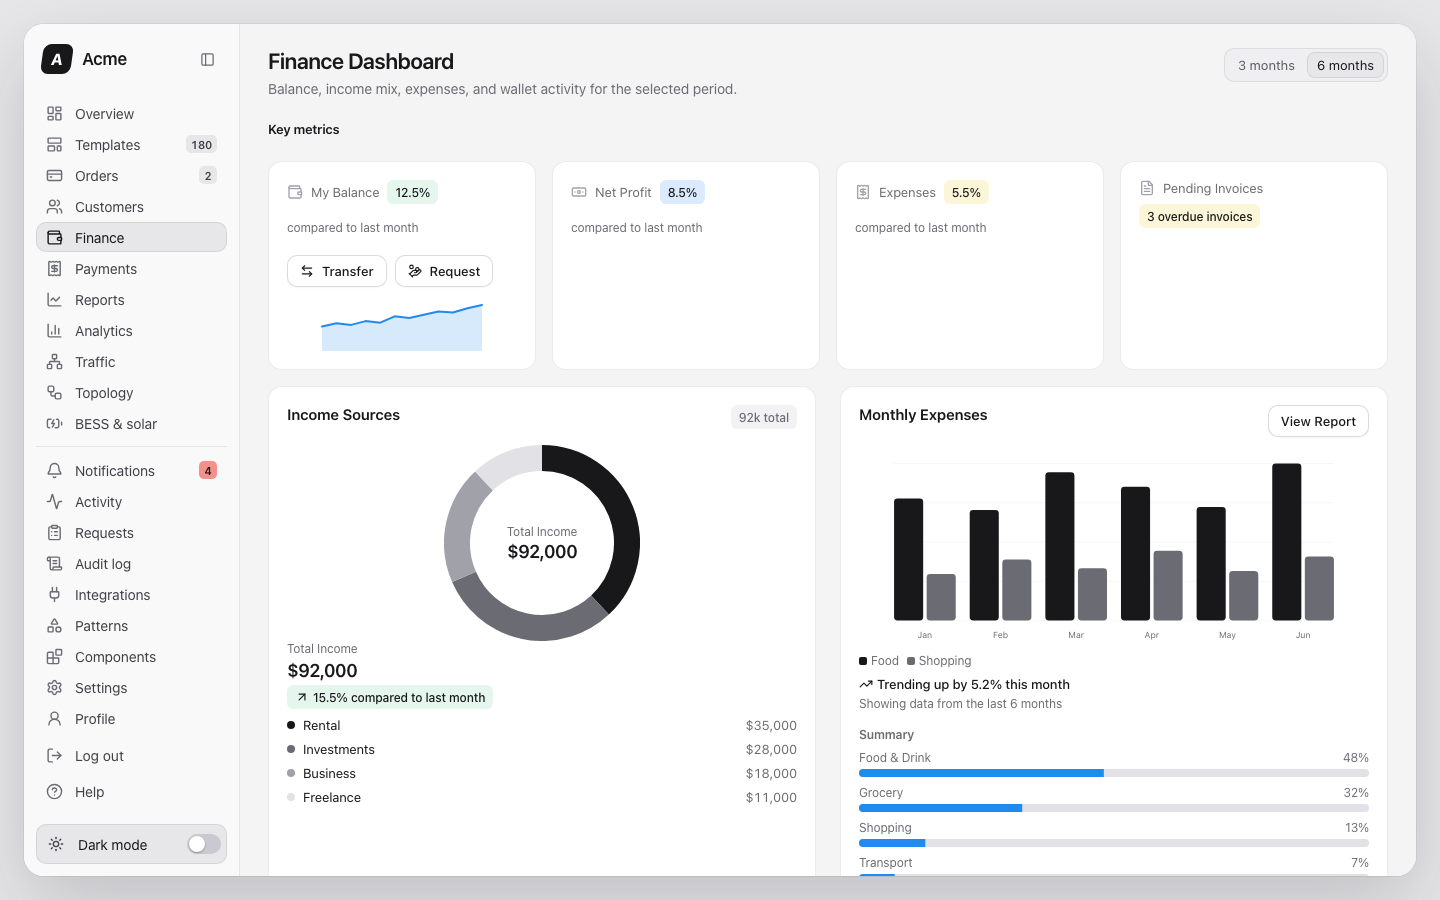 A Acme
Overview
Templates 180
Orders 2
Customers
Finance
Payments
Reports
Analytics
Traffic
Topology
BESS & solar
Notifications 4
Activity
Requests
Audit log
Integrations
Patterns
Components
Settings
Profile
Log out
Help
Dark mode
Finance Dashboard
Balance, income mix, expenses, and wallet activity for the selected period.
3 months 6 months
Key metrics
My Balance 12.5%
compared to last month
Transfer Request
Net Profit 8.5%
compared to last month
Expenses 5.5%
compared to last month
Pending Invoices
3 overdue invoices
Income Sources 92k total
Total Income
$92,000
Total Income
$92,000
15.5% compared to last month
Rental $35,000
Investments $28,000
Business $18,000
Freelance $11,000
Monthly Expenses View Report
Jan Feb Mar Apr May Jun
Food Shopping
Trending up by 5.2% this month
Showing data from the last 6 months
Summary
Food & Drink 48%
Grocery 32%
Shopping 13%
Transport 7%